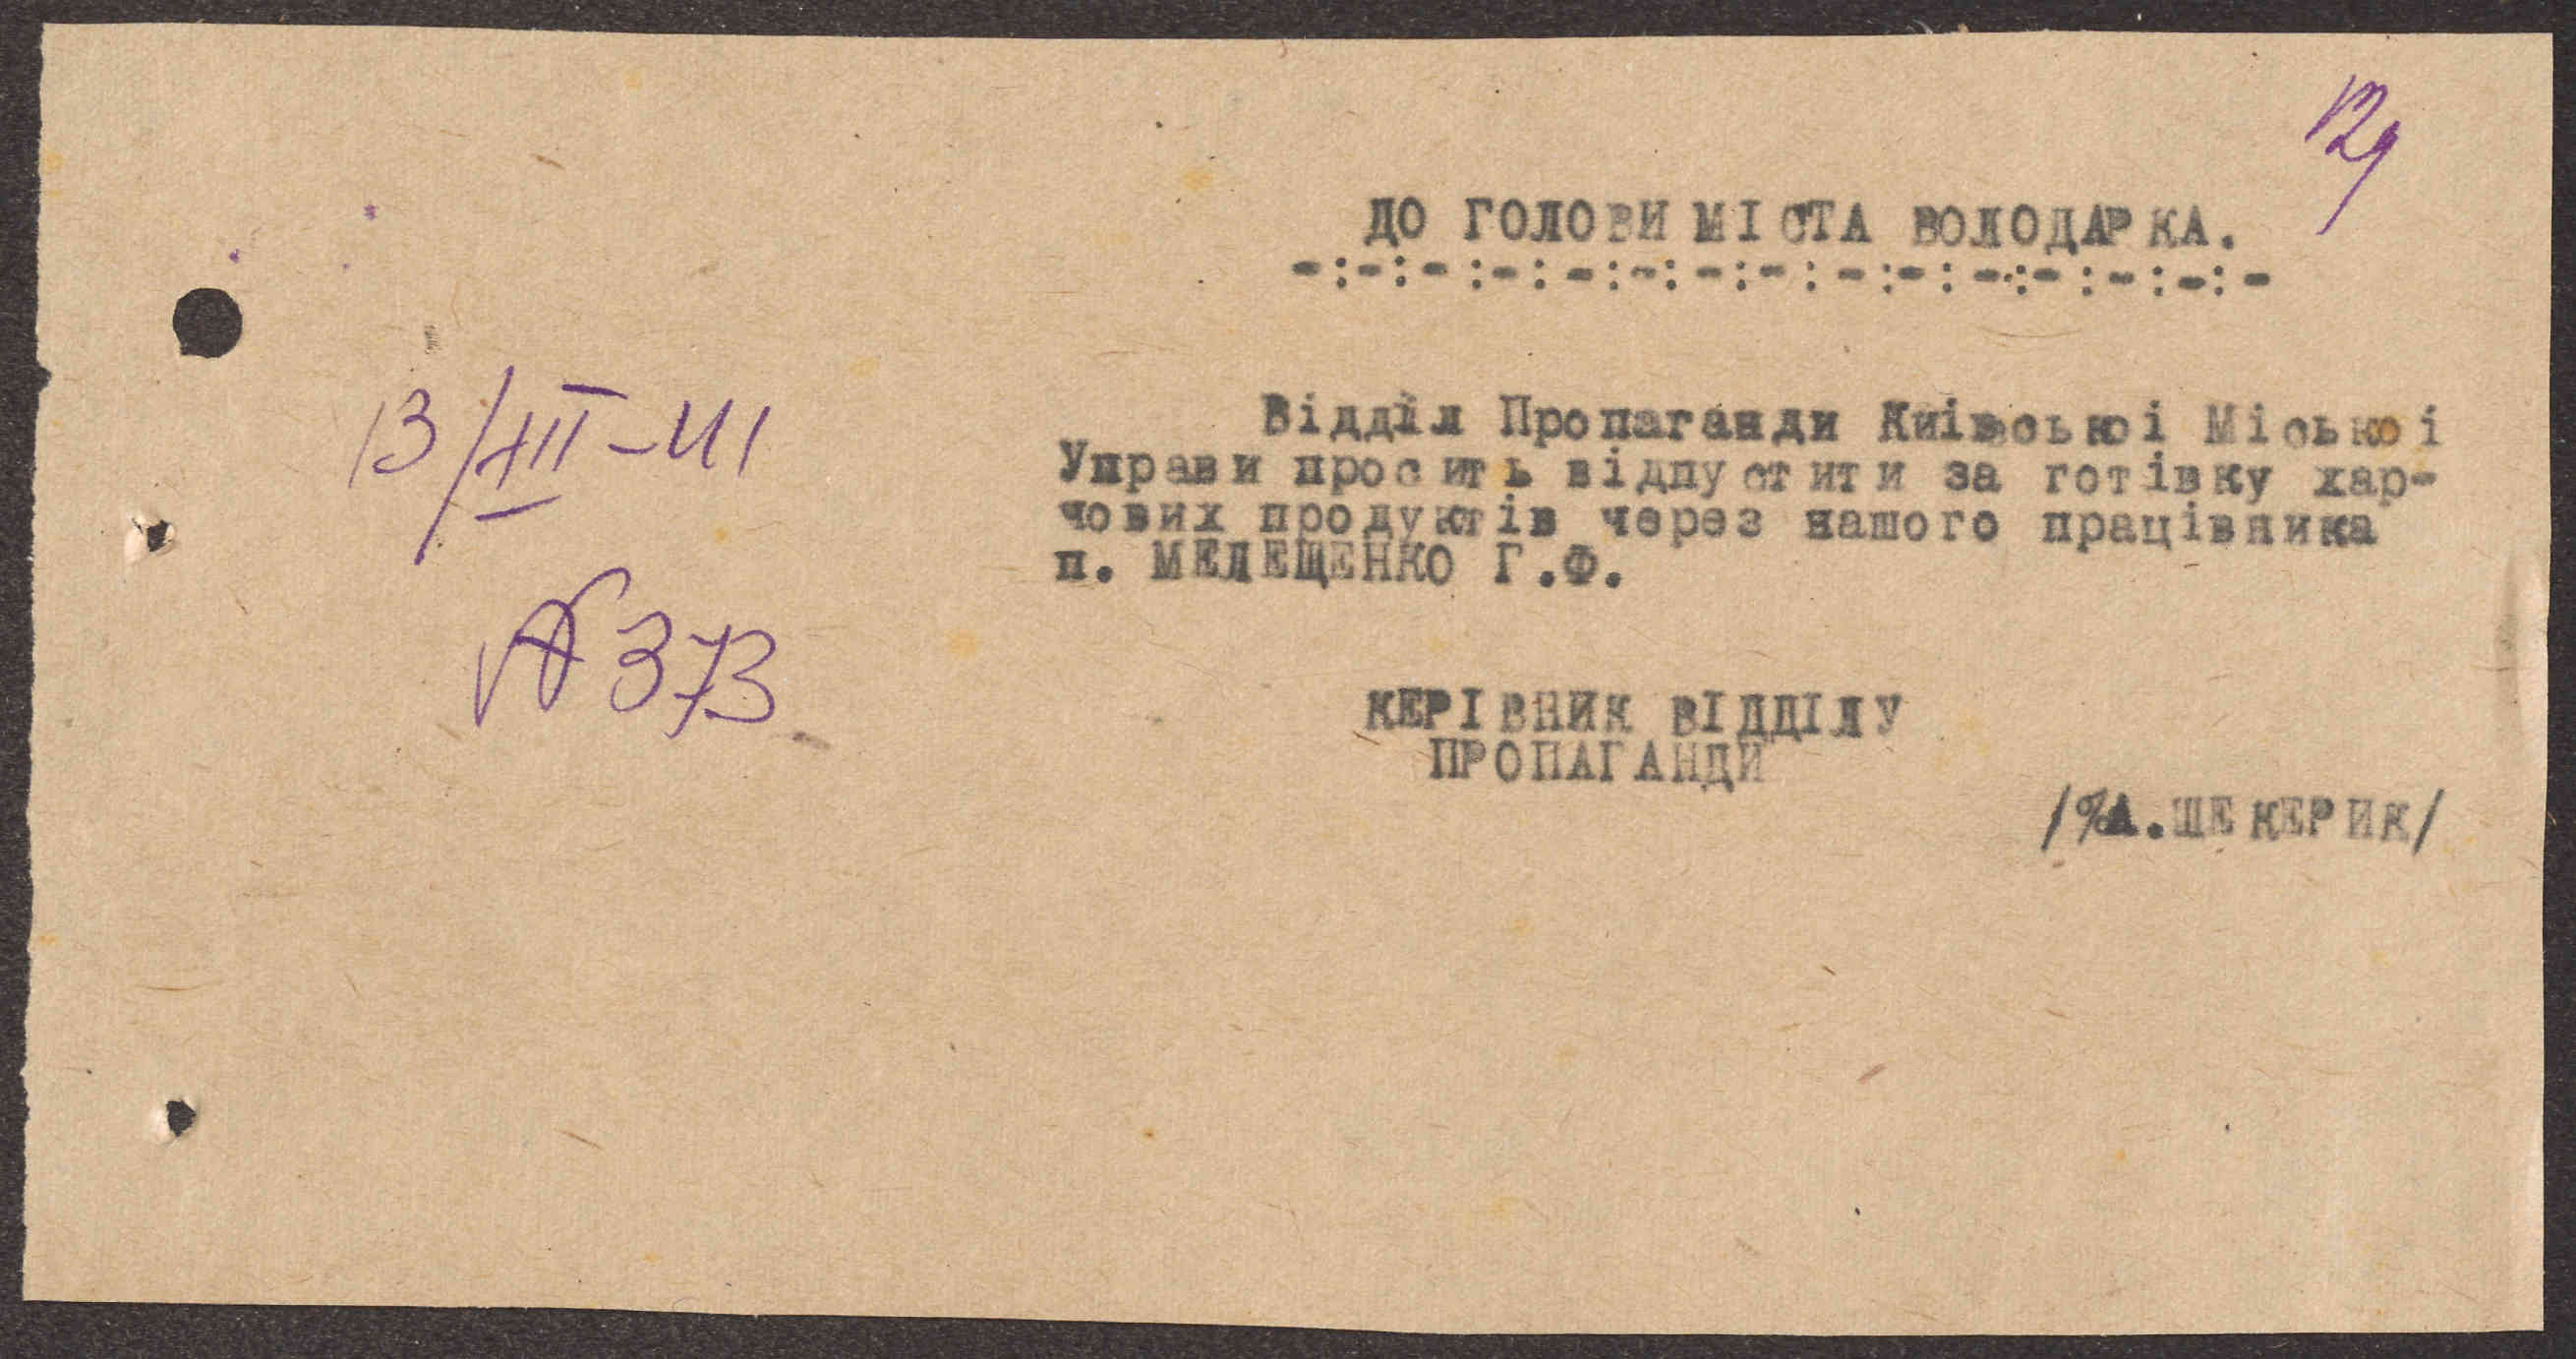 129
ДО ГОЛОВИ МІСТА ВОЛОДАРКА.
-:-:-:-:-:-:-:-:-:-:-:-:-:-:-
13/XII-41
Відділ Пропаганди Київської Міської
Управи просить відпустити за готівку хар-
чових продуктів через нашого працівника
п. МЕЛЕЩЕНКО Г.Ф.
№ 373
КЕРІВНИК ВІДДІЛУ
ПРОПАГАНДИ
/%А.ШЕКЕРИК/